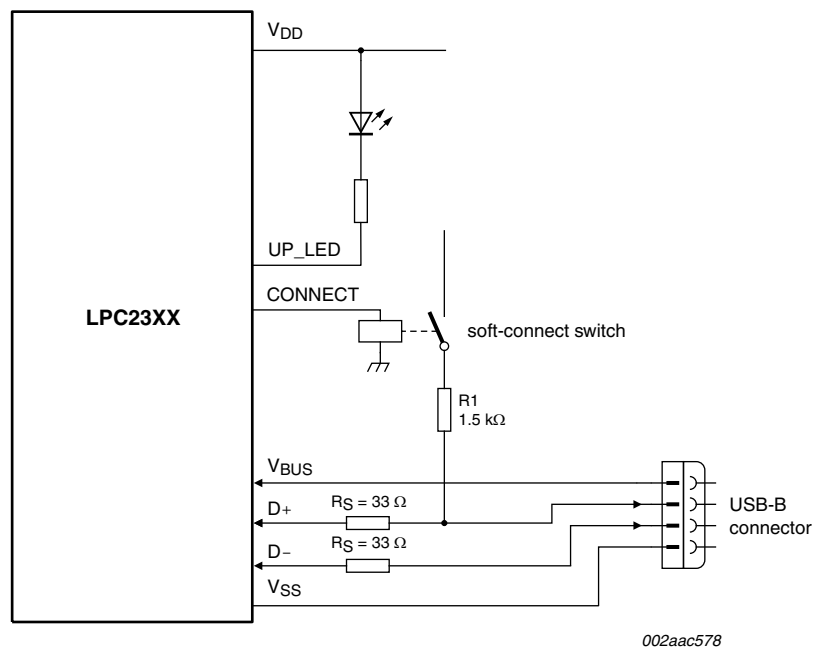 VDD
UP_LED
CONNECT
LPC23XX
soft-connect switch
R1
1.5 kΩ
VBUS
D+
RS = 33 Ω
USB-B
connector
D−
RS = 33 Ω
VSS
002aac578